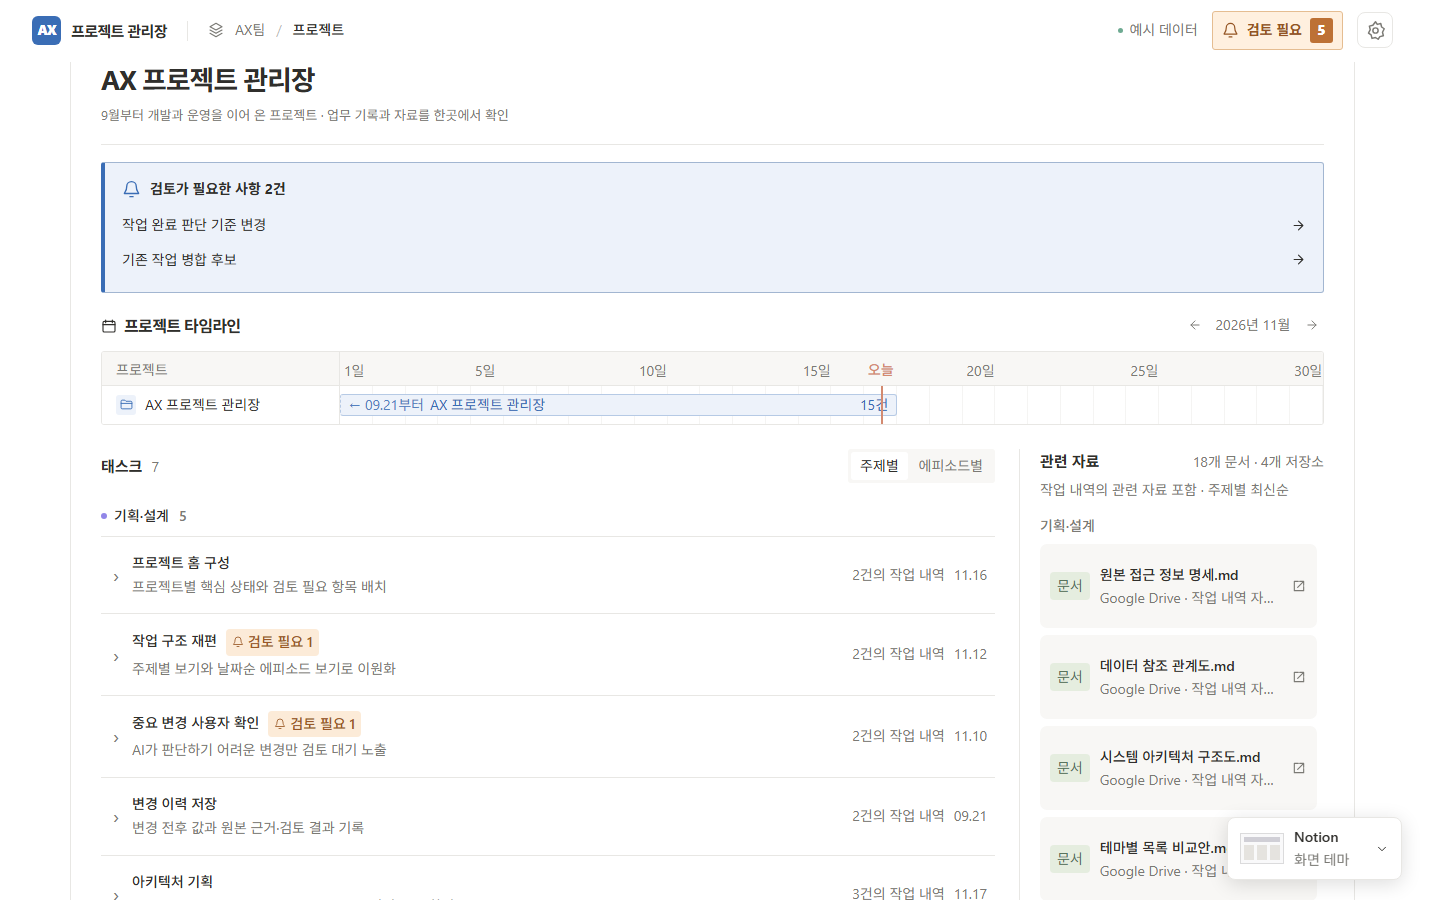 AX 프로젝트 관리장
AX팀 / 프로젝트
예시 데이터
검토 필요 5
AX 프로젝트 관리장
9월부터 개발과 운영을 이어 온 프로젝트 · 업무 기록과 자료를 한곳에서 확인
검토가 필요한 사항 2건
작업 완료 판단 기준 변경 →
기존 작업 병합 후보 →
프로젝트 타임라인
← 2026년 11월 →
프로젝트 1일 5일 10일 15일 오늘 20일 25일 30일
AX 프로젝트 관리장 ← 09.21부터 AX 프로젝트 관리장 15건
태스크 7
주제별 에피소드별
기획·설계 5
프로젝트 홈 구성
프로젝트별 핵심 상태와 검토 필요 항목 배치
2건의 작업 내역 11.16
작업 구조 재편 검토 필요 1
주제별 보기와 날짜순 에피소드 보기로 이원화
2건의 작업 내역 11.12
중요 변경 사용자 확인 검토 필요 1
AI가 판단하기 어려운 변경만 검토 대기 노출
2건의 작업 내역 11.10
변경 이력 저장
변경 전후 값과 원본 근거·검토 결과 기록
2건의 작업 내역 09.21
아키텍처 기획
3건의 작업 내역 11.17
관련 자료 18개 문서 · 4개 저장소
작업 내역의 관련 자료 포함 · 주제별 최신순
기획·설계
문서 원본 접근 정보 명세.md
Google Drive · 작업 내역 자...
문서 데이터 참조 관계도.md
Google Drive · 작업 내역 자...
문서 시스템 아키텍처 구조도.md
Google Drive · 작업 내역 자...
문서 테마별 목록 비교안.m
Google Drive · 작업
Notion
화면 테마